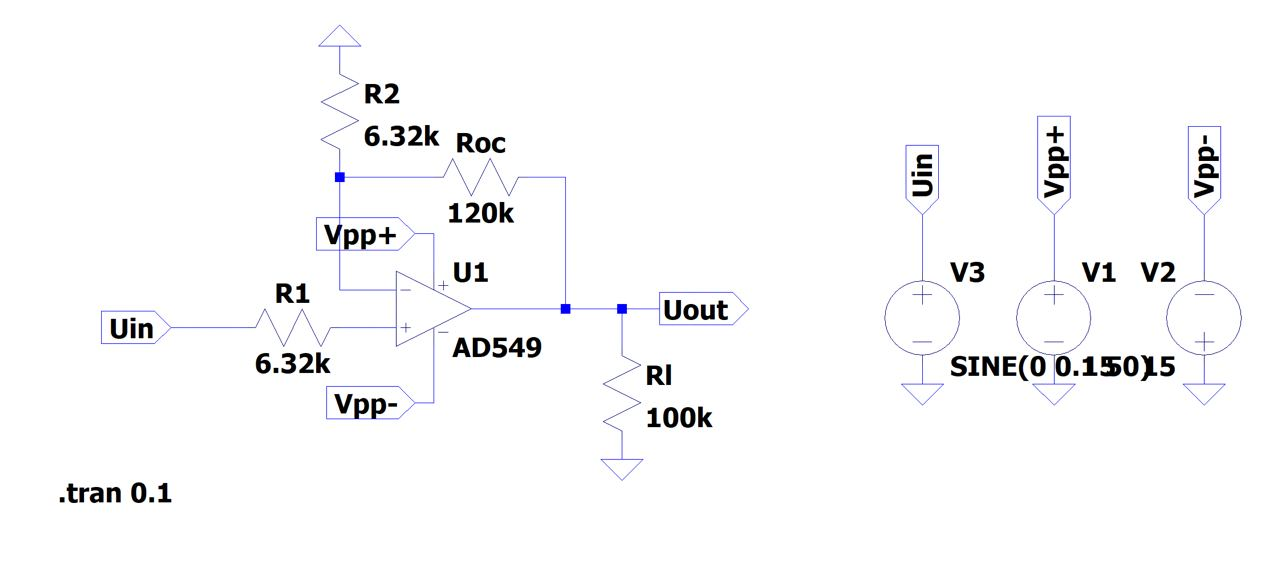 R2
6.32k
Roc
120k
Vpp+
U1
+
−
+
−
AD549
R1
Uin
6.32k
Vpp-
Uout
Rl
100k
.tran 0.1
Uin
Vpp+
Vpp-
V3
V1
V2
+
−
+
−
−
+
SINE(0 0.1 50)
15
15